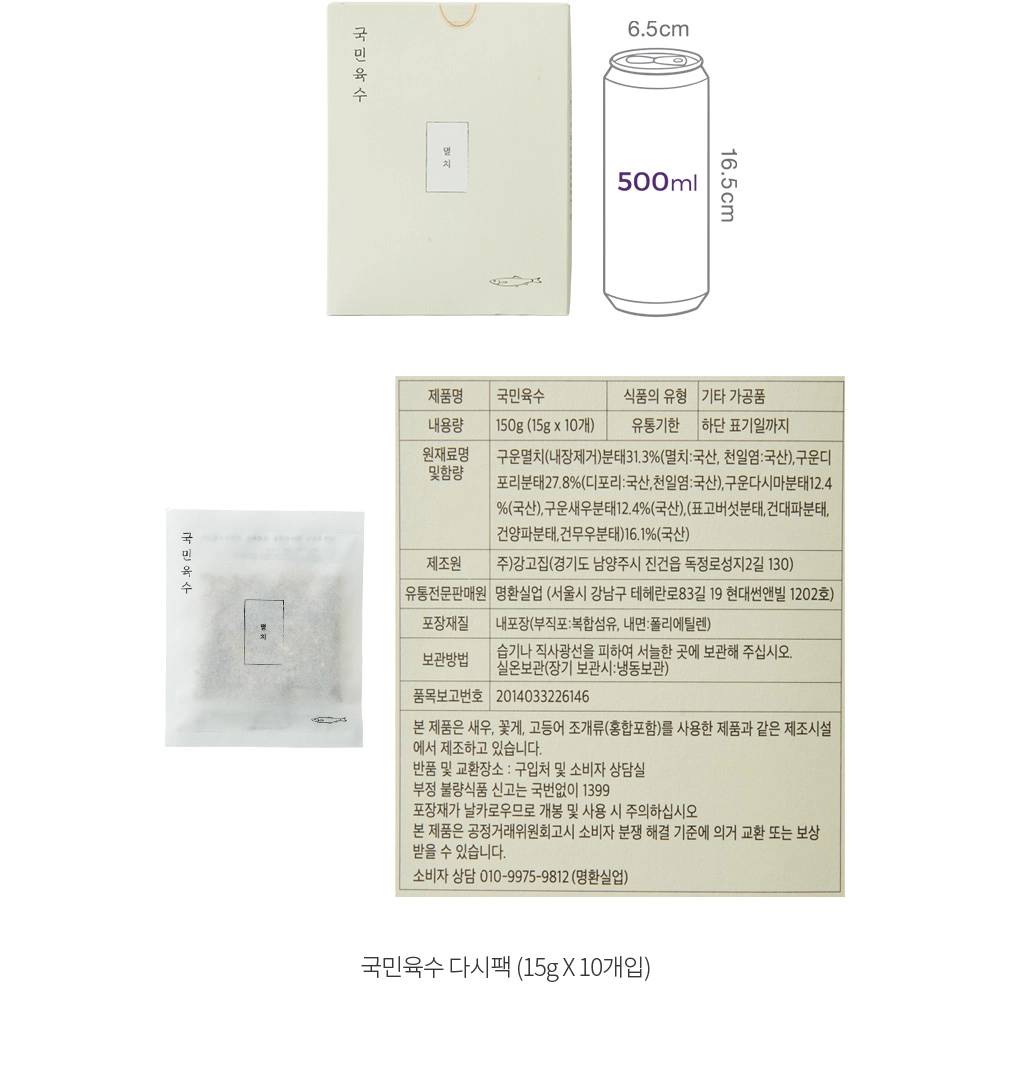 국민육수
멸치
6.5cm
500ml
16.5cm
국민육수
멸치
제품명 국민육수 식품의 유형 기타 가공품
내용량 150g (15g x 10개) 유통기한 하단 표기일까지
원재료명
및함량
구운멸치(내장제거)분태31.3%(멸치:국산, 천일염:국산),구운디
포리분태27.8%(디포리:국산,천일염:국산),구운다시마분태12.4
%(국산),구운새우분태12.4%(국산),(표고버섯분태,건대파분태,
건양파분태,건무우분태)16.1%(국산)
제조원 주)강고집(경기도 남양주시 진건읍 독정로성지2길 130)
유통전문판매원 명환실업 (서울시 강남구 테헤란로83길 19 현대썬앤빌 1202호)
포장재질 내포장(부직포:복합섬유, 내면:폴리에틸렌)
보관방법 습기나 직사광선을 피하여 서늘한 곳에 보관해 주십시오.
실온보관(장기 보관시:냉동보관)
품목보고번호 2014033226146
본 제품은 새우, 꽃게, 고등어 조개류(홍합포함)를 사용한 제품과 같은 제조시설
에서 제조하고 있습니다.
반품 및 교환장소 : 구입처 및 소비자 상담실
부정 불량식품 신고는 국번없이 1399
포장재가 날카로우므로 개봉 및 사용 시 주의하십시오
본 제품은 공정거래위원회고시 소비자 분쟁 해결 기준에 의거 교환 또는 보상
받을 수 있습니다.
소비자 상담 010-9975-9812 (명환실업)
국민육수 다시팩 (15g X 10개입)